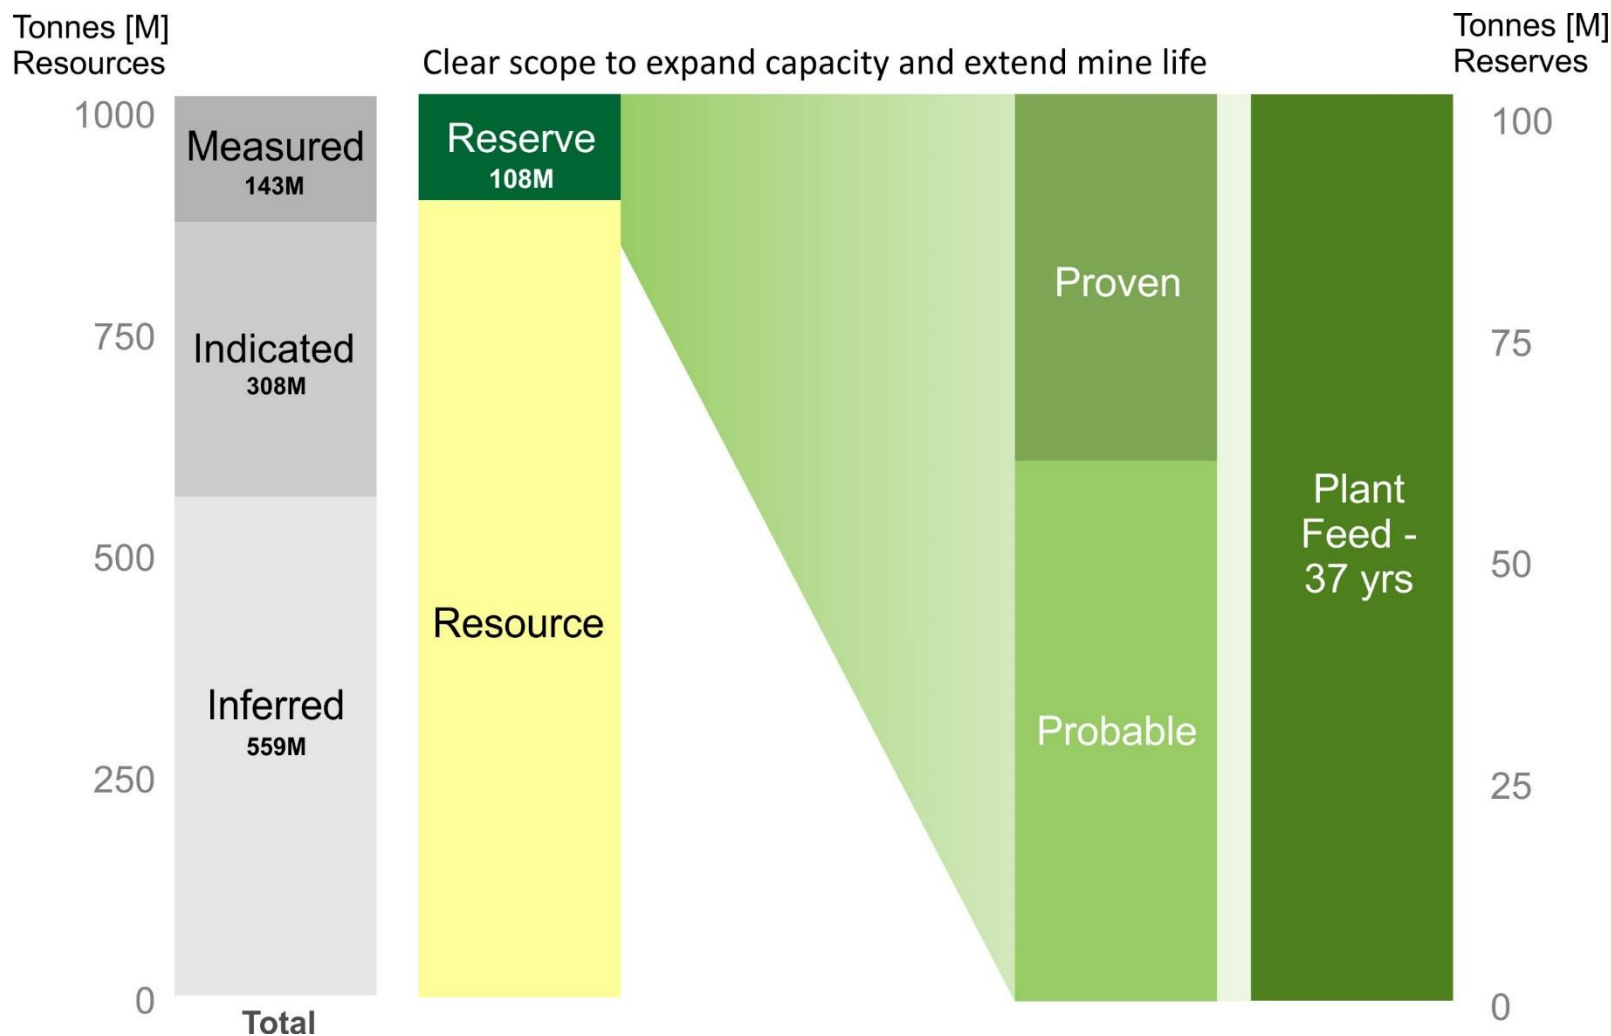 Tonnes [M]
Resources
Clear scope to expand capacity and extend mine life
Tonnes [M]
Reserves
1000
750
500
250
0
Measured
143M
Indicated
308M
Inferred
559M
Total
Reserve
108M
Resource
Proven
Probable
Plant
Feed -
37 yrs
100
75
50
25
0